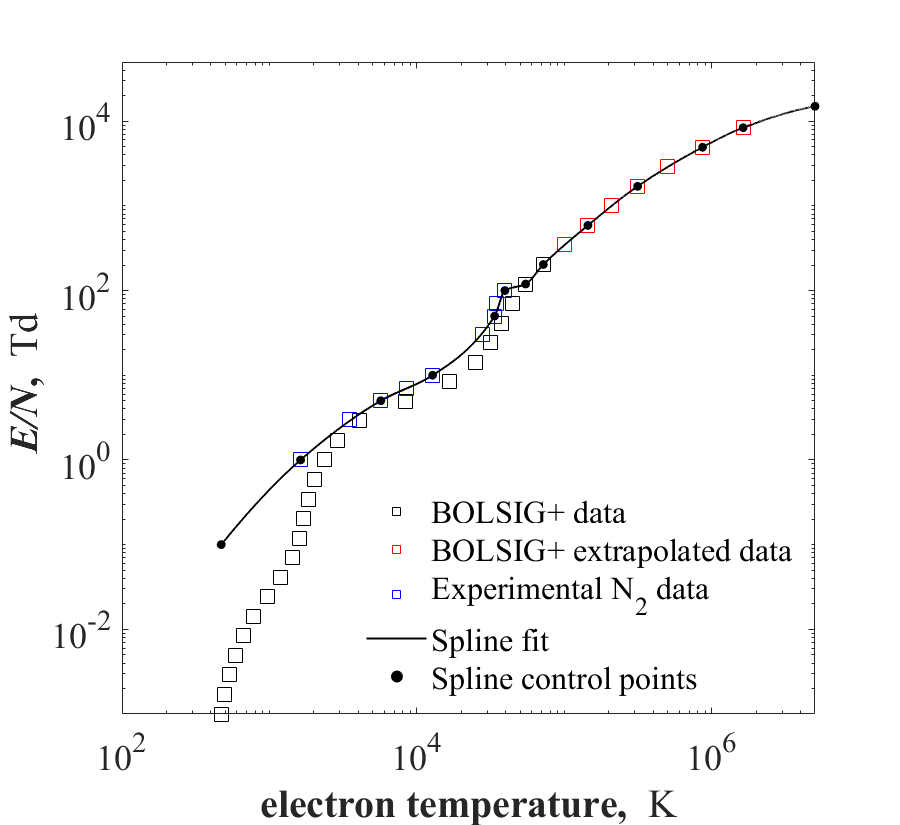 10^4
10^2
10^0
10^-2
E/N, Td
BOLSIG+ data
BOLSIG+ extrapolated data
Experimental N_2 data
Spline fit
Spline control points
10^2 10^4 10^6
electron temperature, K